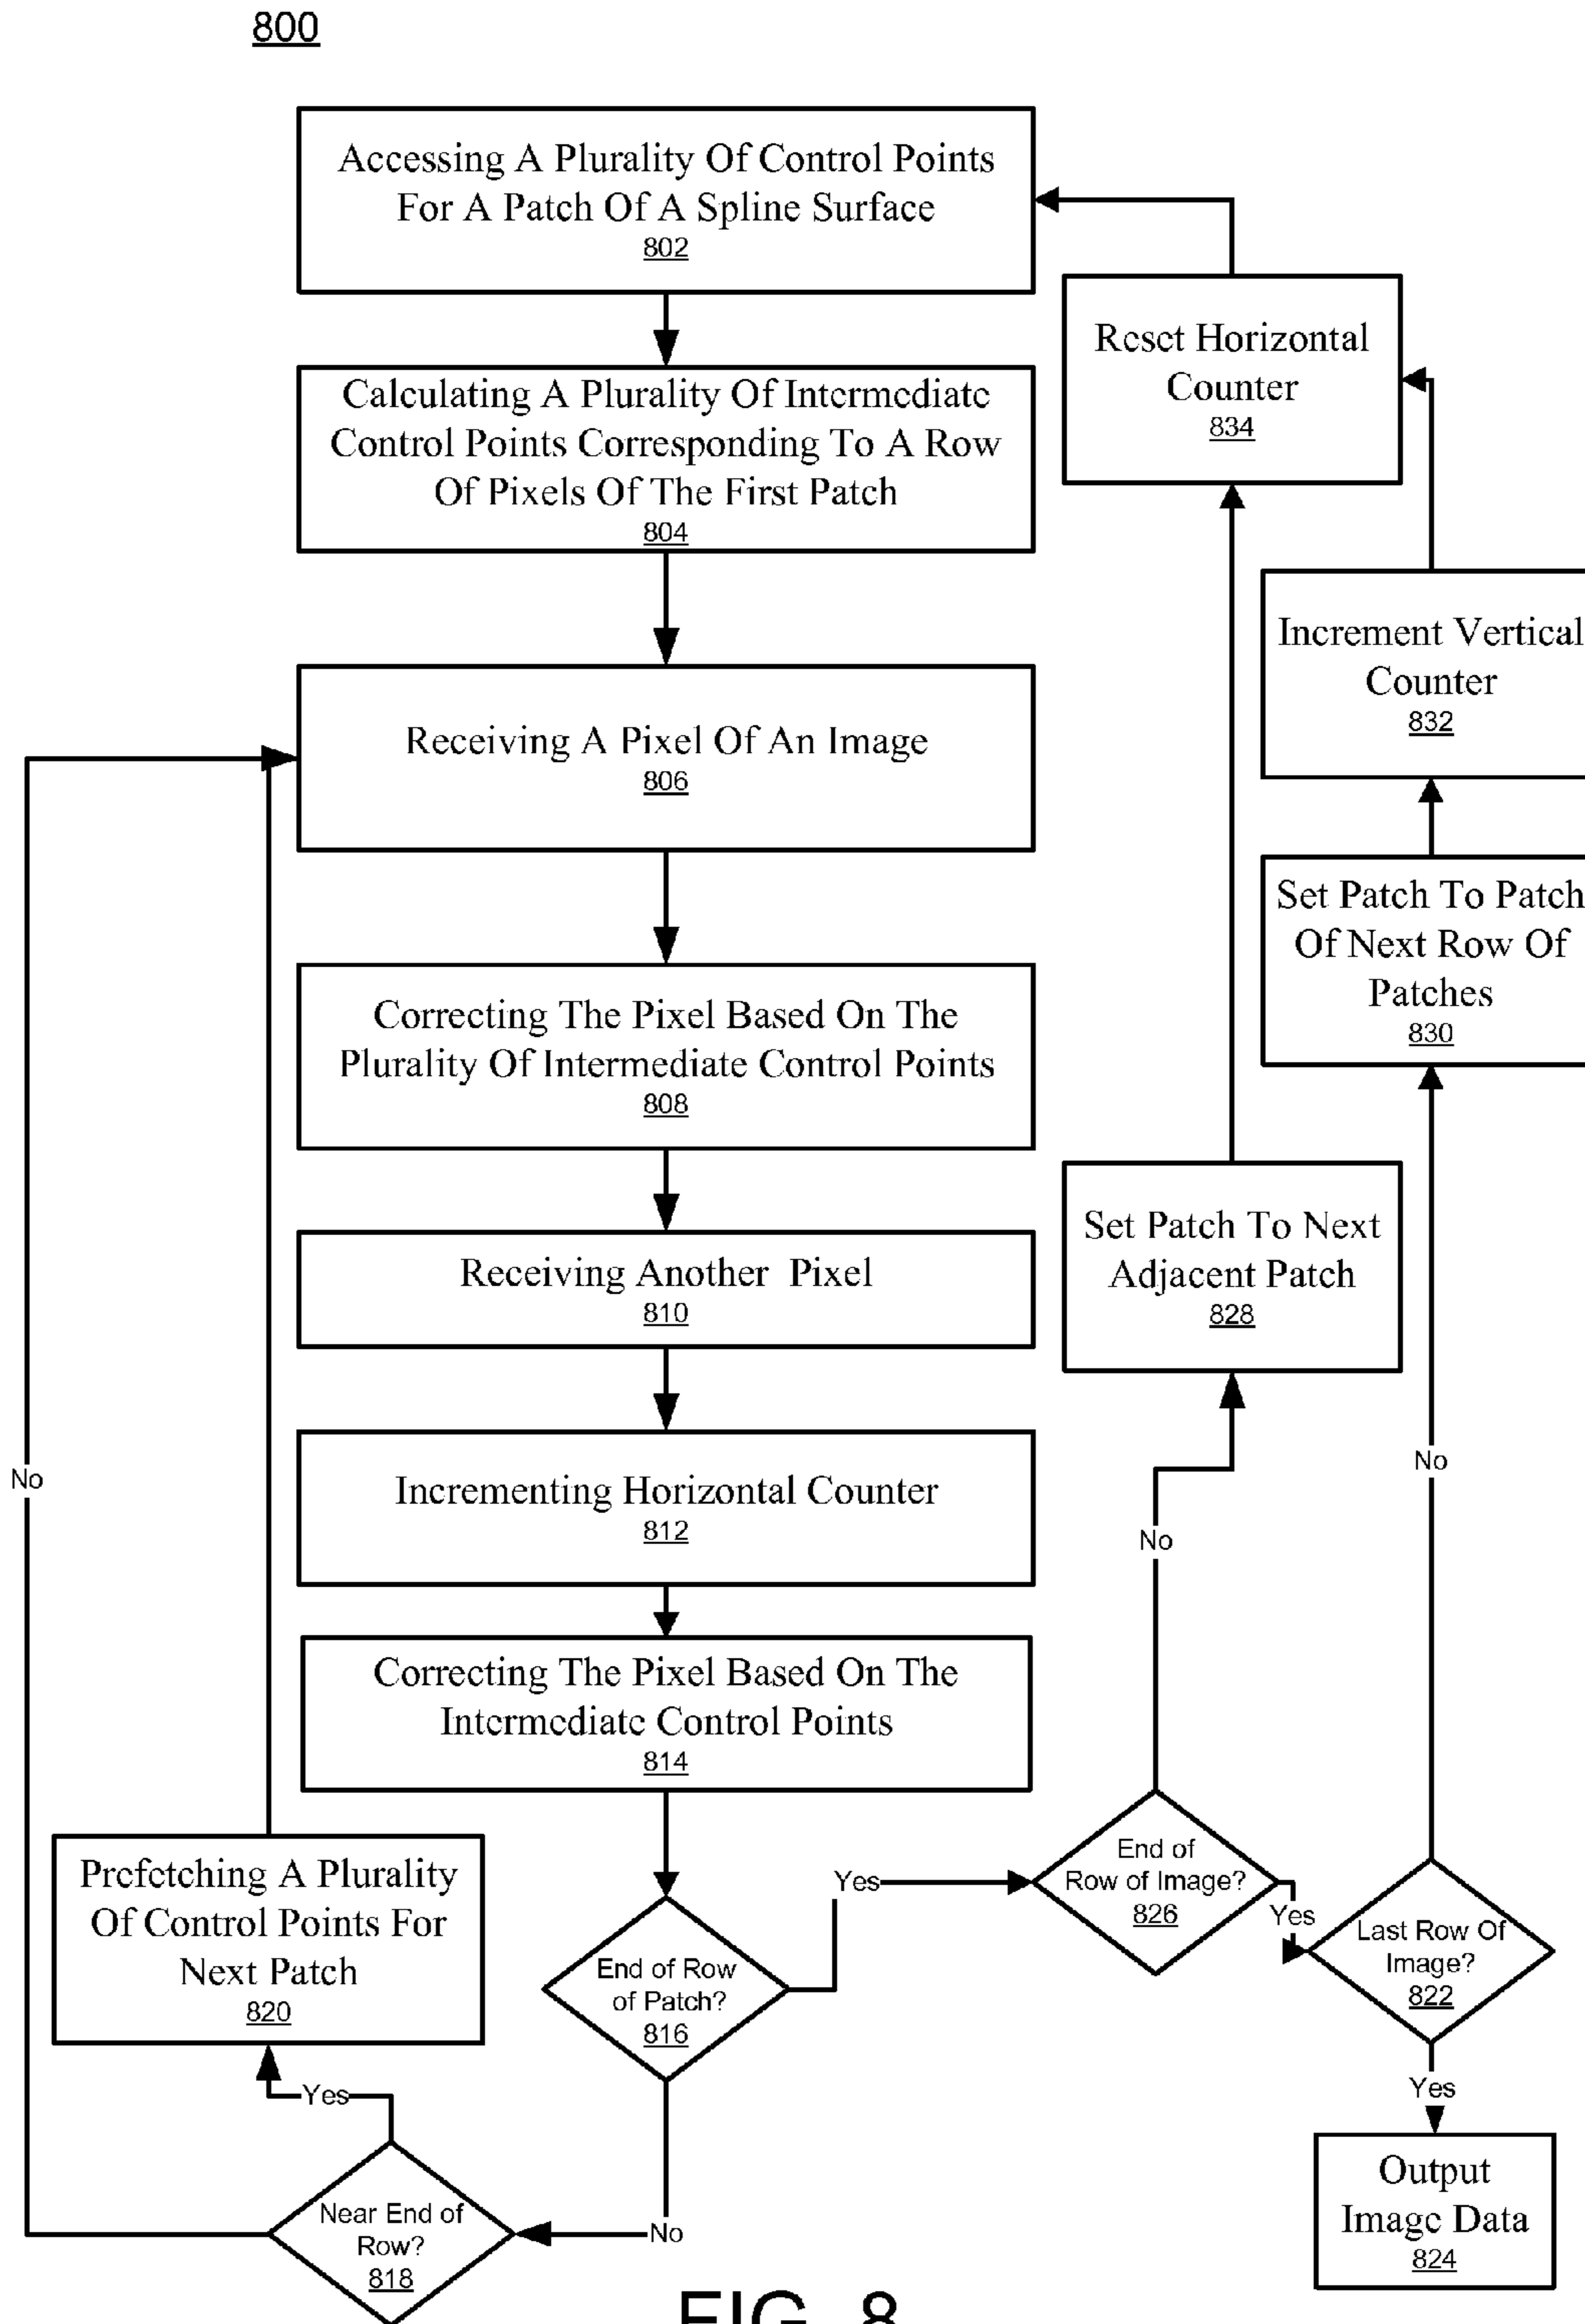 800
Accessing A Plurality Of Control Points
For A Patch Of A Spline Surface
802
Calculating A Plurality Of Intermediate
Control Points Corresponding To A Row
Of Pixels Of The First Patch
804
Receiving A Pixel Of An Image
806
Correcting The Pixel Based On The
Plurality Of Intermediate Control Points
808
Receiving Another Pixel
810
Incrementing Horizontal Counter
812
Correcting The Pixel Based On The
Intermediate Control Points
814
End of Row
of Patch?
816
Yes
No
Near End of
Row?
818
Yes
No
Prefetching A Plurality
Of Control Points For
Next Patch
820
End of
Row of Image?
826
No
Yes
Set Patch To Next
Adjacent Patch
828
Reset Horizontal
Counter
834
Last Row Of
Image?
822
No
Yes
Set Patch To Patch
Of Next Row Of
Patches
830
Increment Vertical
Counter
832
Output
Image Data
824
FIG. 8